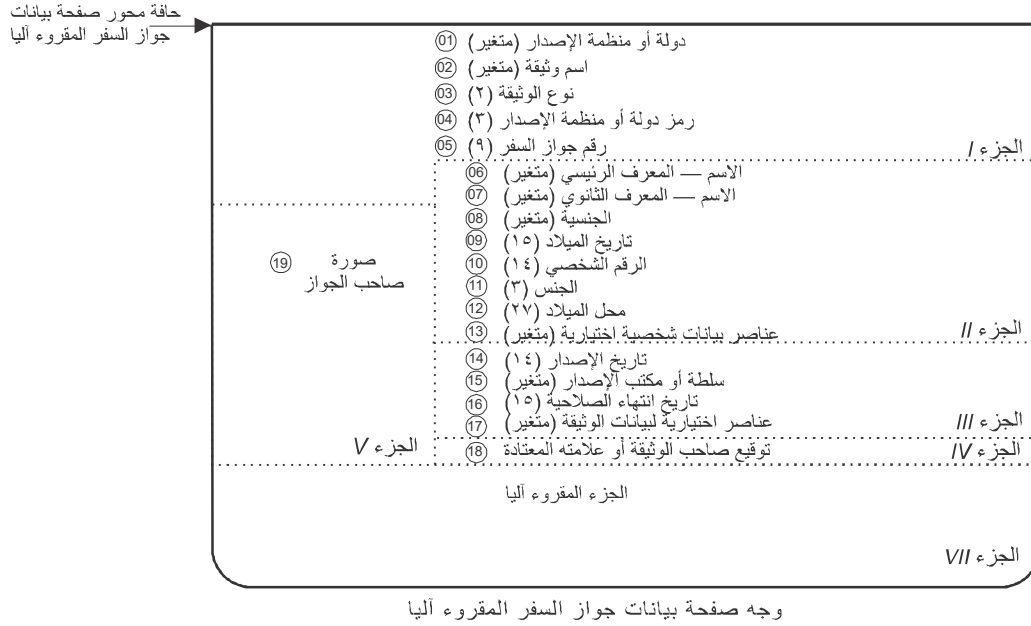 حافة محور صفحة بيانات
جواز السفر المقروء آليا
01 دولة أو منظمة الإصدار (متغير)
02 اسم وثيقة (متغير)
03 نوع الوثيقة (٢)
04 رمز دولة أو منظمة الإصدار (٣)
05 رقم جواز السفر (٩)
الجزء I
06 الاسم — المعرف الرئيسي (متغير)
07 الاسم — المعرف الثانوي (متغير)
08 الجنسية (متغير)
09 تاريخ الميلاد (١٥)
10 الرقم الشخصي (١٤)
11 الجنس (٣)
12 محل الميلاد (٢٧)
13 عناصر بيانات شخصية اختيارية (متغير)
الجزء II
14 تاريخ الإصدار (١٤)
15 سلطة أو مكتب الإصدار (متغير)
16 تاريخ انتهاء الصلاحية (١٥)
17 عناصر اختيارية لبيانات الوثيقة (متغير)
الجزء III
18 توقيع صاحب الوثيقة أو علامته المعتادة
الجزء IV
19 صورة
صاحب الجواز
الجزء V
الجزء المقروء آليا
الجزء VII
وجه صفحة بيانات جواز السفر المقروء آليا